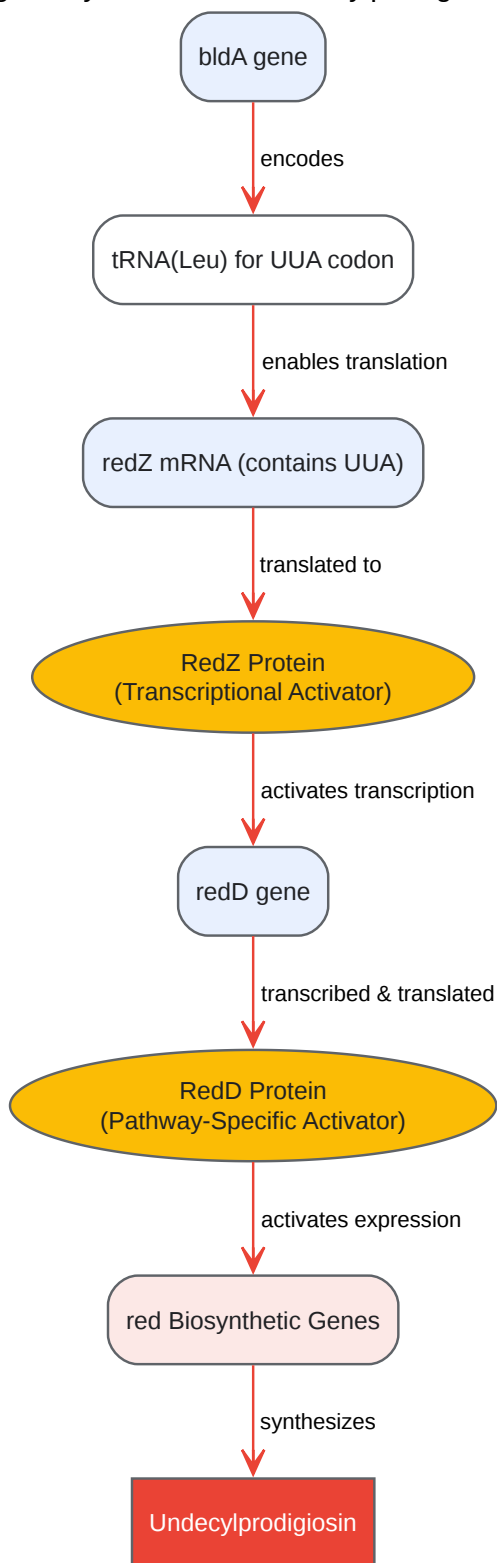 bldA gene
encodes
tRNA(Leu) for UUA codon
enables translation
redZ mRNA (contains UUA)
translated to
RedZ Protein
(Transcriptional Activator)
activates transcription
redD gene
transcribed & translated
RedD Protein
(Pathway-Specific Activator)
activates expression
red Biosynthetic Genes
synthesizes
Undecylprodigiosin